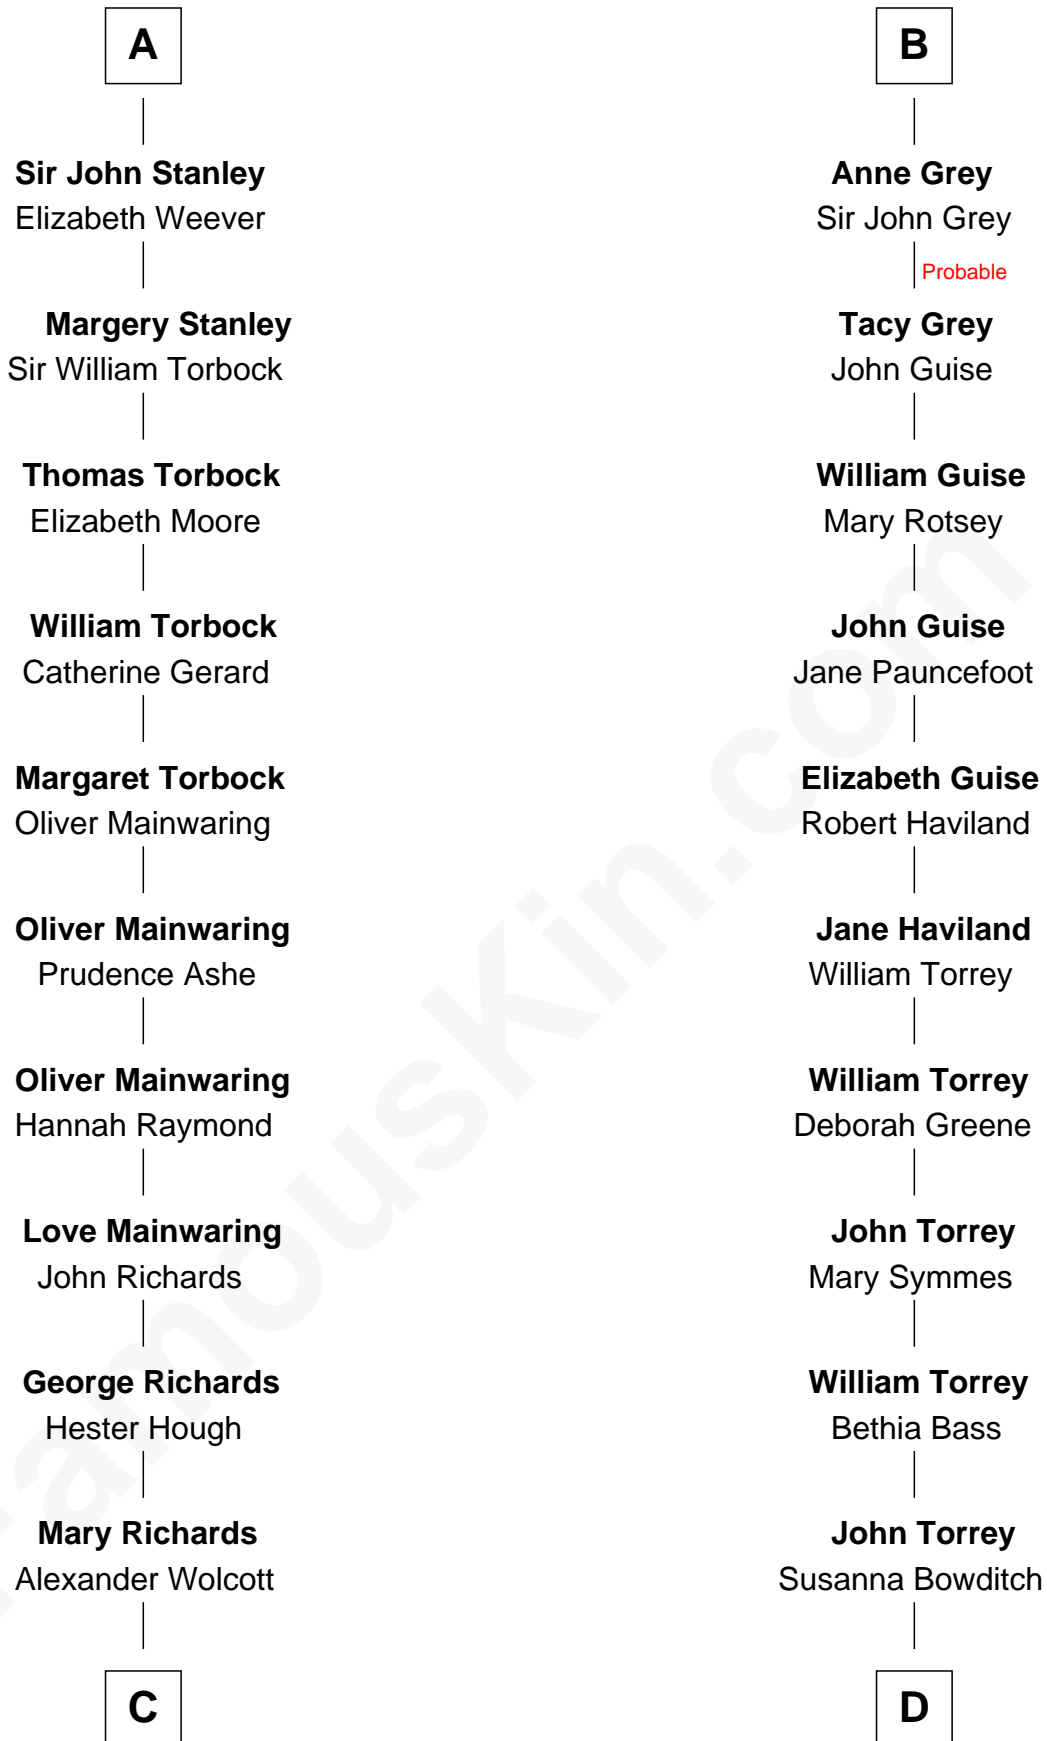 A
Sir John Stanley
Elizabeth Weever
Margery Stanley
Sir William Torbock
Thomas Torbock
Elizabeth Moore
William Torbock
Catherine Gerard
Margaret Torbock
Oliver Mainwaring
Oliver Mainwaring
Prudence Ashe
Oliver Mainwaring
Hannah Raymond
Love Mainwaring
John Richards
George Richards
Hester Hough
Mary Richards
Alexander Wolcott
C
B
Anne Grey
Sir John Grey
Probable
Tacy Grey
John Guise
William Guise
Mary Rotsey
John Guise
Jane Pauncefoot
Elizabeth Guise
Robert Haviland
Jane Haviland
William Torrey
William Torrey
Deborah Greene
John Torrey
Mary Symmes
William Torrey
Bethia Bass
John Torrey
Susanna Bowditch
D
FamousKin.com